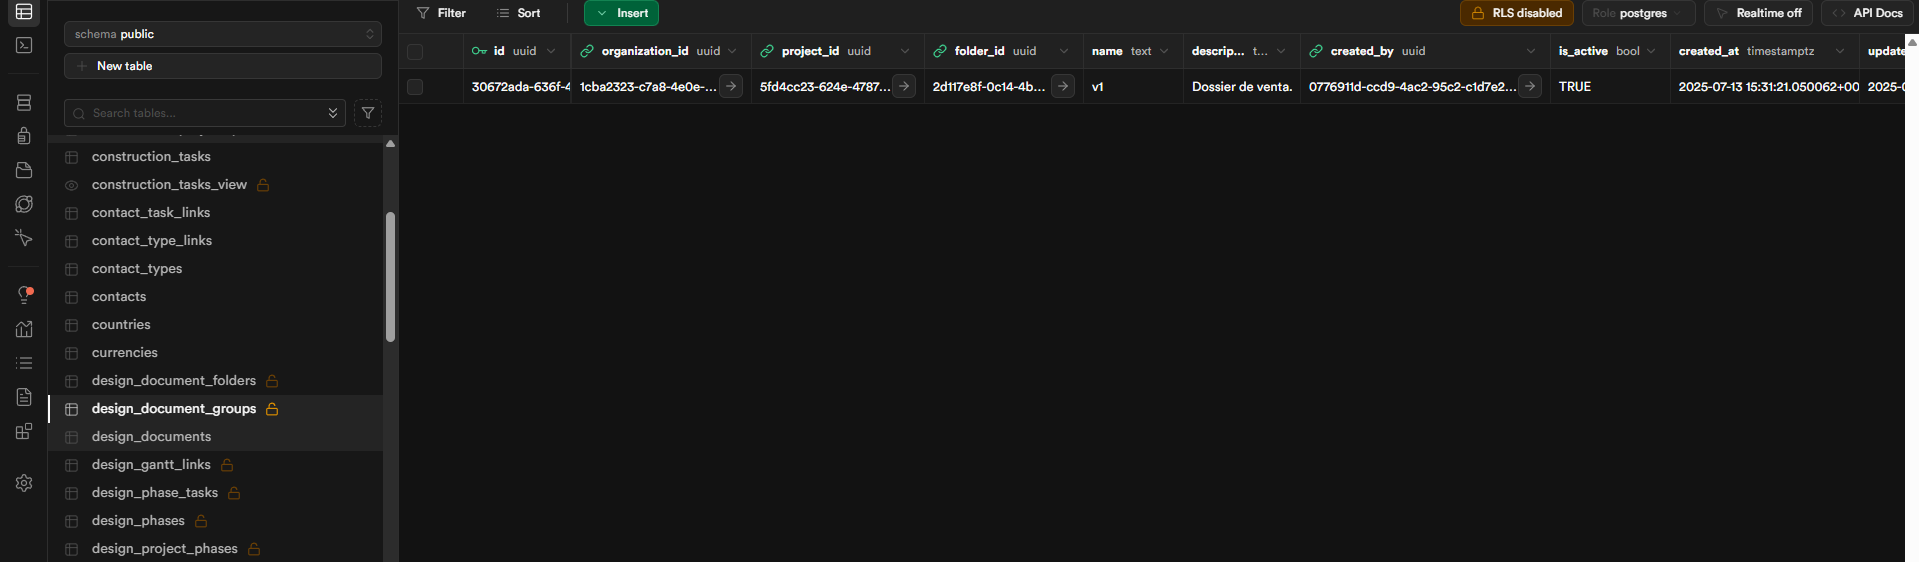 Filter
Sort
Insert
RLS disabled
Role postgres
Realtime off
API Docs
schema public
New table
Search tables...
construction_tasks
construction_tasks_view
contact_task_links
contact_type_links
contact_types
contacts
countries
currencies
design_document_folders
design_document_groups
design_documents
design_gantt_links
design_phase_tasks
design_phases
design_project_phases
id uuid organization_id uuid project_id uuid folder_id uuid name text descrip... t... created_by uuid is_active bool created_at timestamptz update
30672ada-636f-4 1cba2323-c7a8-4e0e-... 5fd4cc23-624e-4787... 2d117e8f-0c14-4b... v1 Dossier de venta. 0776911d-ccd9-4ac2-95c2-c1d7e2... TRUE 2025-07-13 15:31:21.050062+00 2025-0